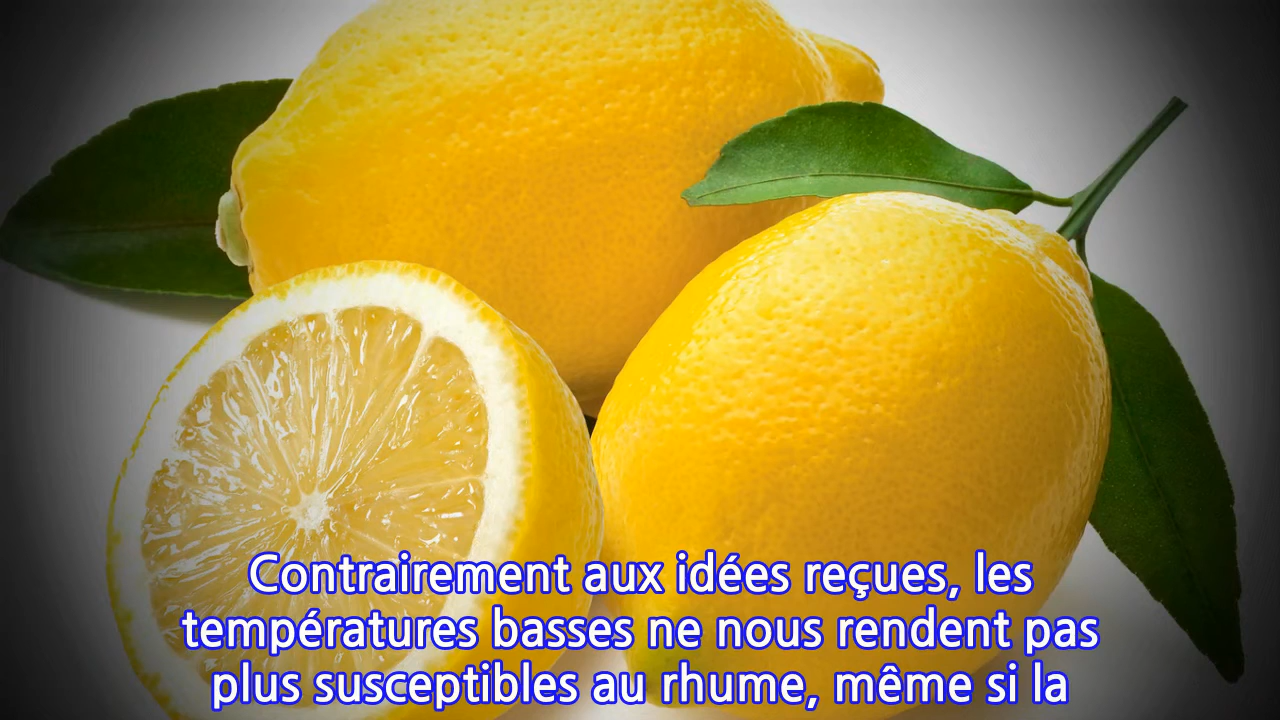 Contrairement aux idées reçues, les
températures basses ne nous rendent pas
plus susceptibles au rhume, même si la